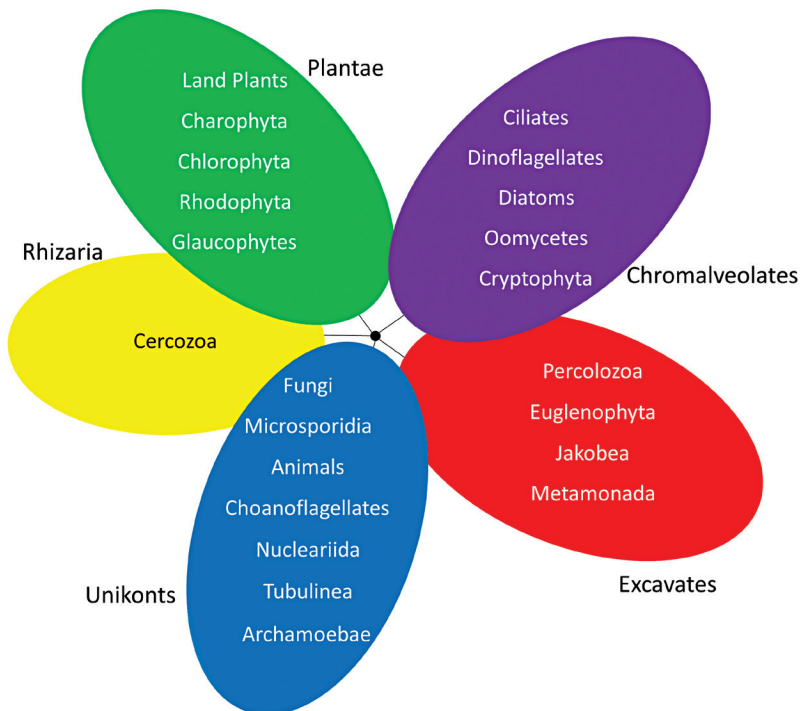 Plantae
Land Plants
Charophyta
Chlorophyta
Rhodophyta
Glaucophytes
Ciliates
Dinoflagellates
Diatoms
Oomycetes
Cryptophyta
Chromalveolates
Rhizaria
Cercozoa
Percolozoa
Euglenophyta
Jakobea
Metamonada
Excavates
Fungi
Microsporidia
Animals
Choanoflagellates
Nucleariida
Tubulinea
Archamoebae
Unikonts